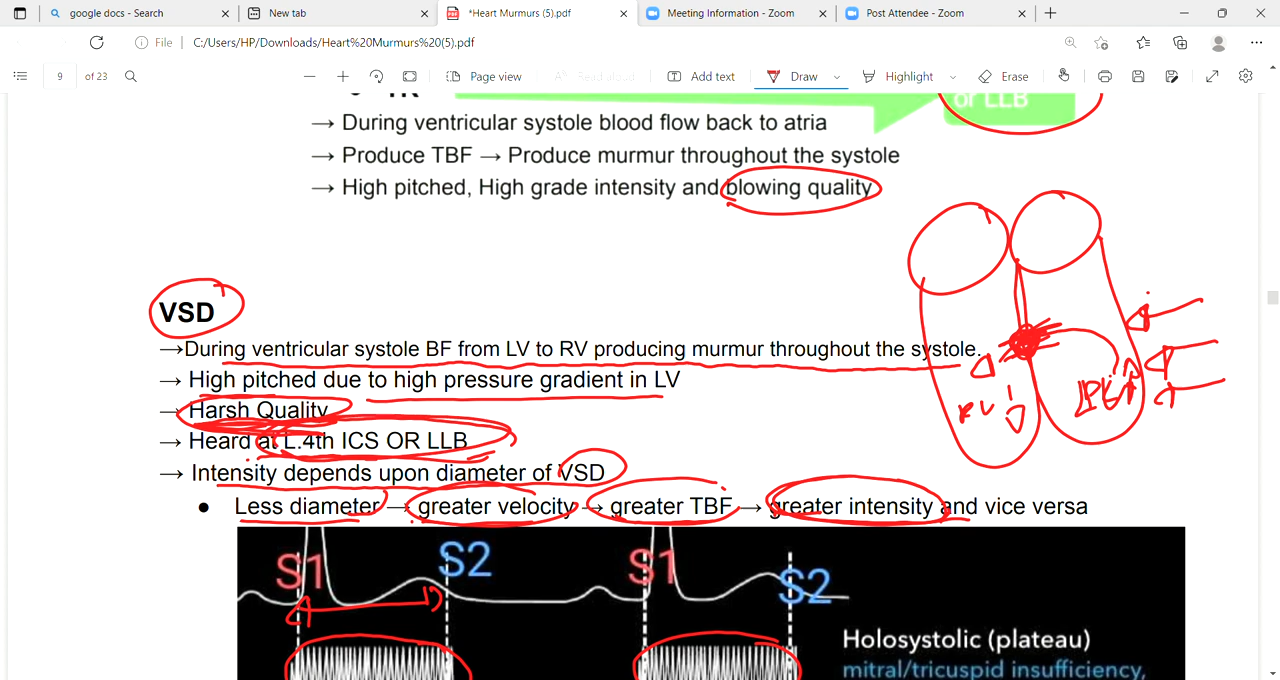 google docs - Search
New tab
*Heart Murmurs (5).pdf
Meeting Information - Zoom
Post Attendee - Zoom
File
C:/Users/HP/Downloads/Heart%20Murmurs%20(5).pdf
9 of 23
Page view
Read aloud
Add text
Draw
Highlight
Erase
or LLB
→ During ventricular systole blood flow back to atria
→ Produce TBF → Produce murmur throughout the systole
→ High pitched, High grade intensity and blowing quality
VSD
→During ventricular systole BF from LV to RV producing murmur throughout the systole.
→ High pitched due to high pressure gradient in LV
→ Harsh Quality
→ Heard at L.4th ICS OR LLB
→ Intensity depends upon diameter of VSD
● Less diameter → greater velocity → greater TBF → greater intensity and vice versa
RV
S1 S2 S1 S2
Holosystolic (plateau)
mitral/tricuspid insufficiency,